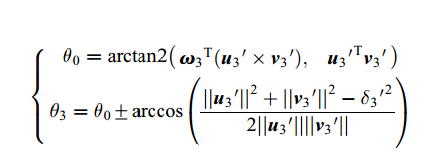 θ₀ = arctan2(ω₃ᵀ(u₃′ × v₃′), u₃′ᵀv₃′)
θ₃ = θ₀ ± arccos((||u₃′||² + ||v₃′||² − δ₃′²) / (2||u₃′||||v₃′||))